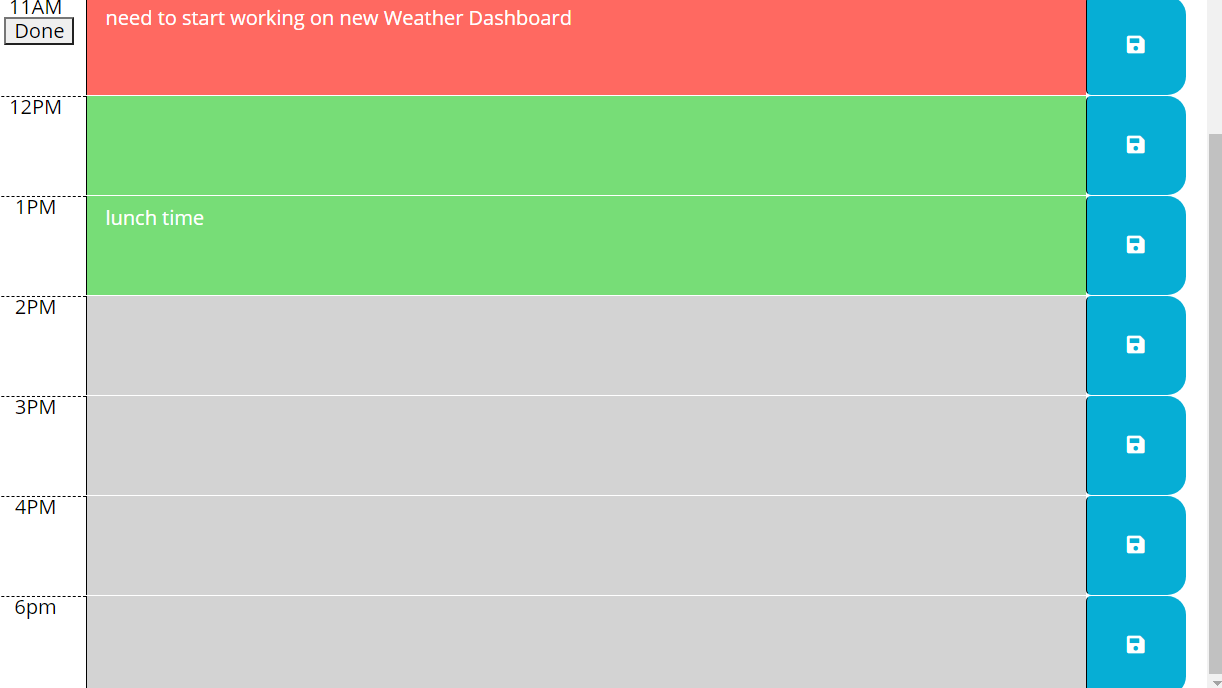 11AM
need to start working on new Weather Dashboard
Done
12PM
1PM
lunch time
2PM
3PM
4PM
6pm